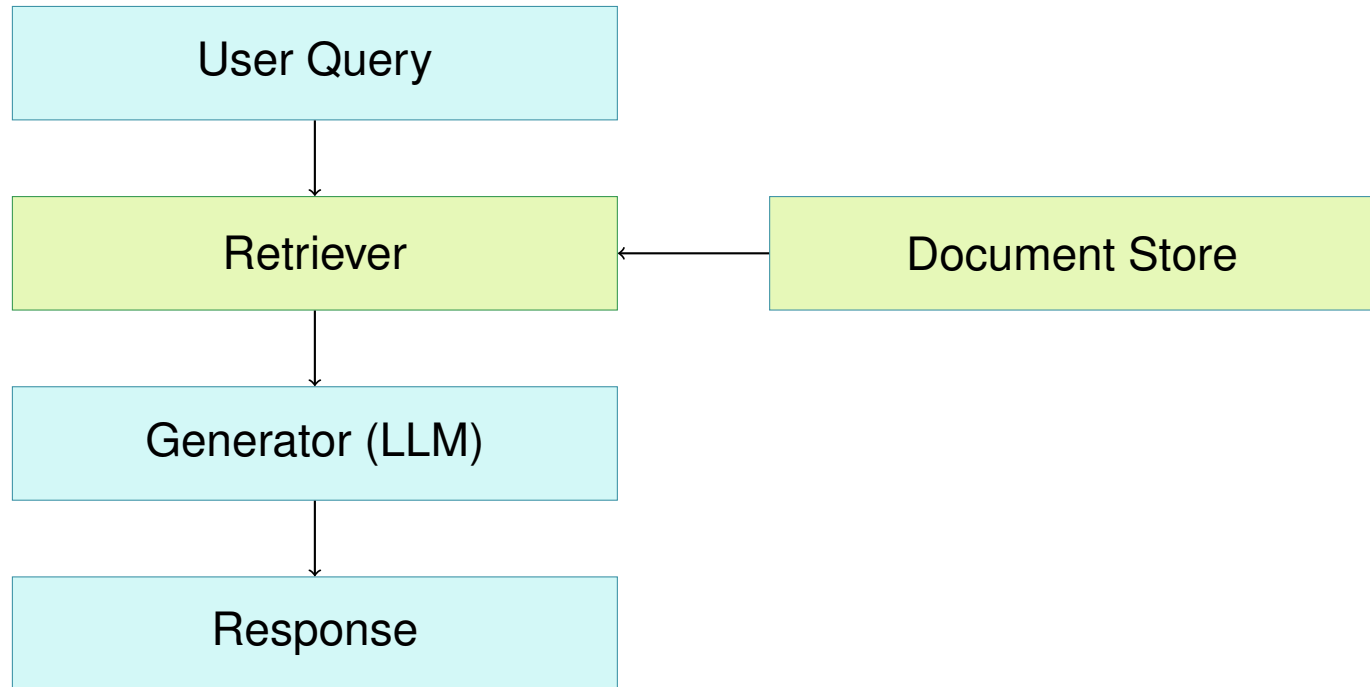 User Query
Retriever
Document Store
Generator (LLM)
Response